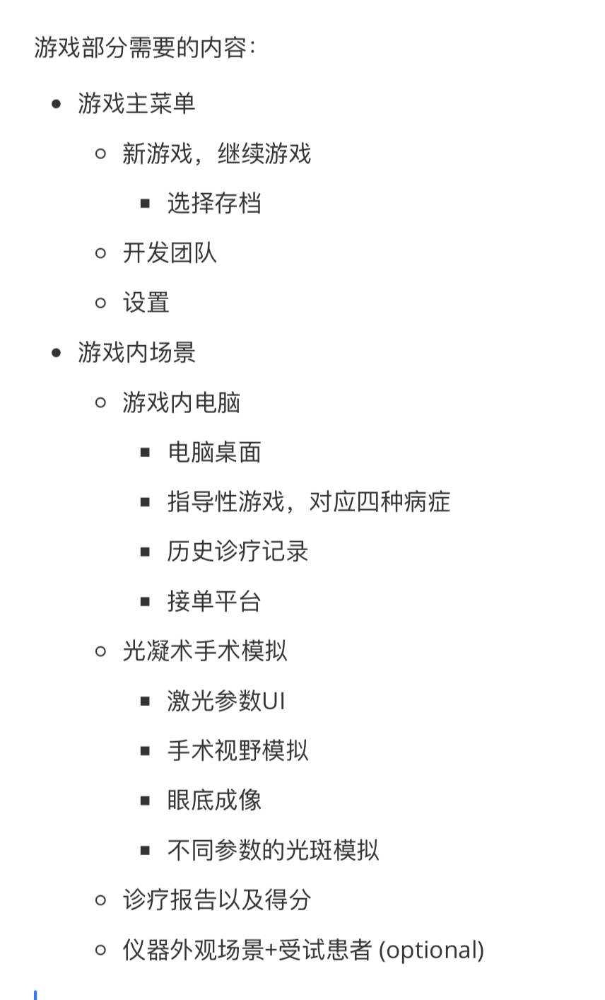 游戏部分需要的内容：
游戏主菜单
新游戏，继续游戏
选择存档
开发团队
设置
游戏内场景
游戏内电脑
电脑桌面
指导性游戏，对应四种病症
历史诊疗记录
接单平台
光凝术手术模拟
激光参数UI
手术视野模拟
眼底成像
不同参数的光斑模拟
诊疗报告以及得分
仪器外观场景+受试患者 (optional)